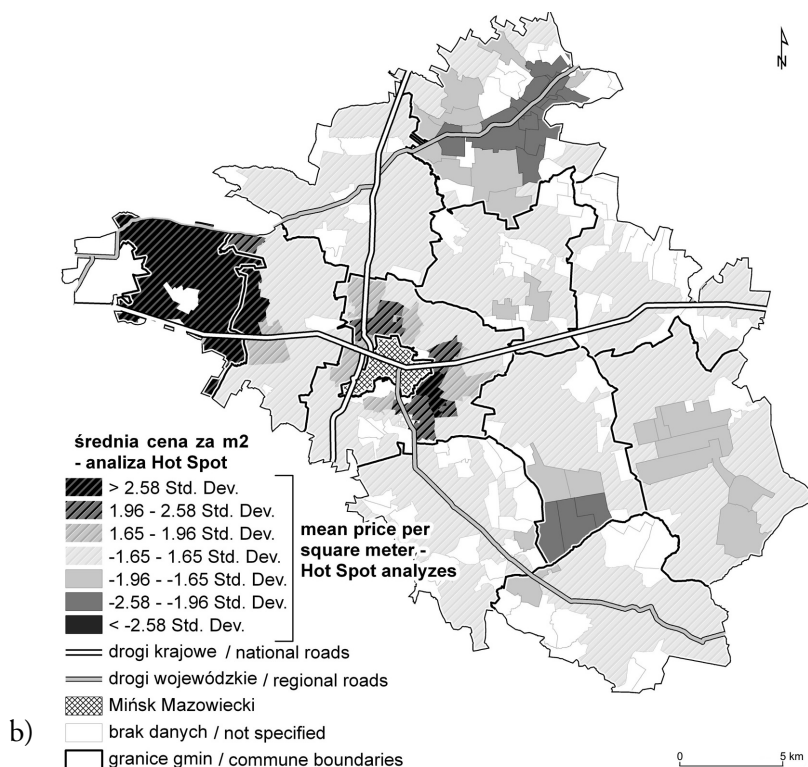 N
średnia cena za m2
- analiza Hot Spot
> 2.58 Std. Dev.
1.96 - 2.58 Std. Dev.
1.65 - 1.96 Std. Dev.
-1.65 - 1.65 Std. Dev.
-1.96 - -1.65 Std. Dev.
-2.58 - -1.96 Std. Dev.
< -2.58 Std. Dev.
mean price per
square meter -
Hot Spot analyzes
drogi krajowe / national roads
drogi wojewódzkie / regional roads
Mińsk Mazowiecki
brak danych / not specified
granice gmin / commune boundaries
b)
0 5 km